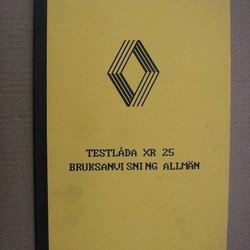 TESTLÅDA XR 25
BRUKSANVISNING ALLMÄN